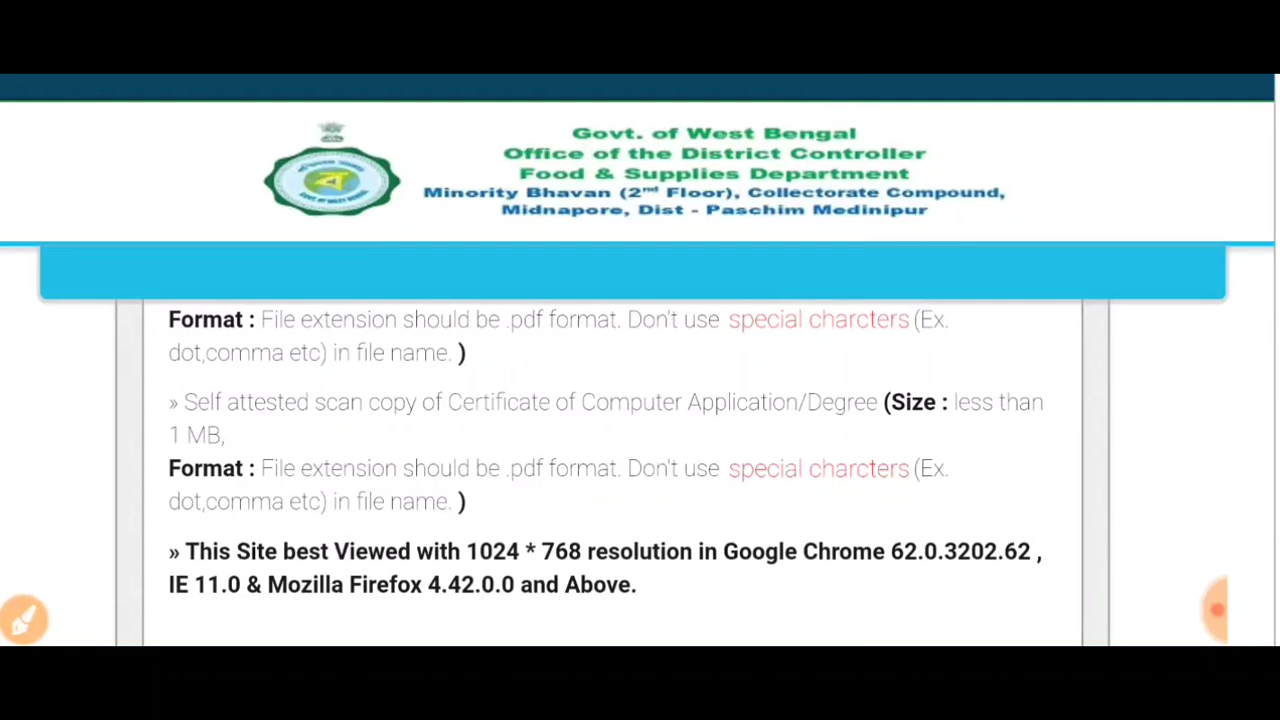 Govt. of West Bengal
Office of the District Controller
Food & Supplies Department
Minority Bhavan (2nd Floor), Collectorate Compound,
Midnapore, Dist - Paschim Medinipur
Format : File extension should be .pdf format. Don't use special charcters (Ex.
dot,comma etc) in file name. )
» Self attested scan copy of Certificate of Computer Application/Degree (Size : less than
1 MB,
Format : File extension should be .pdf format. Don't use special charcters (Ex.
dot,comma etc) in file name. )
» This Site best Viewed with 1024 * 768 resolution in Google Chrome 62.0.3202.62 ,
IE 11.0 & Mozilla Firefox 4.42.0.0 and Above.